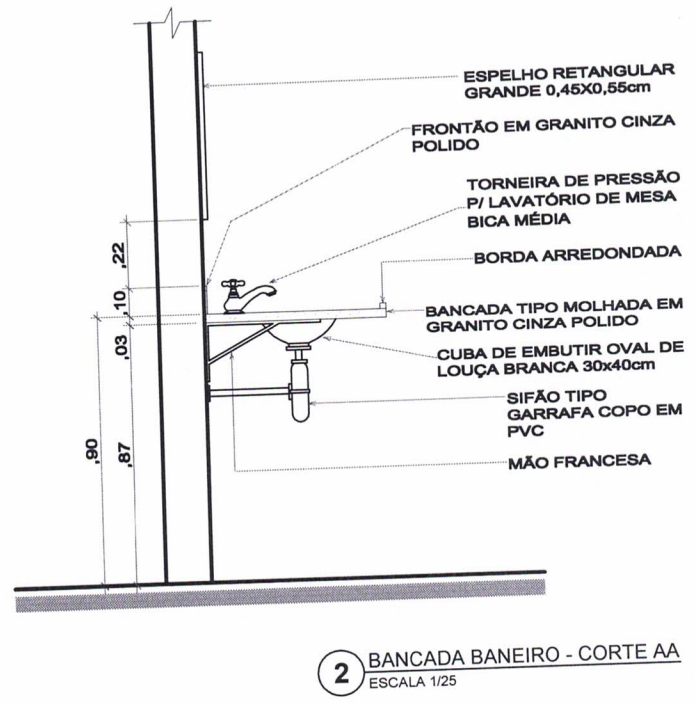 ESPELHO RETANGULAR
GRANDE 0,45X0,55cm
FRONTÃO EM GRANITO CINZA
POLIDO
TORNEIRA DE PRESSÃO
P/ LAVATÓRIO DE MESA
BICA MÉDIA
BORDA ARREDONDADA
BANCADA TIPO MOLHADA EM
GRANITO CINZA POLIDO
CUBA DE EMBUTIR OVAL DE
LOUÇA BRANCA 30x40cm
SIFÃO TIPO
GARRAFA COPO EM
PVC
MÃO FRANCESA
,22
,10
,03
,90
,87
2
BANCADA BANEIRO - CORTE AA
ESCALA 1/25